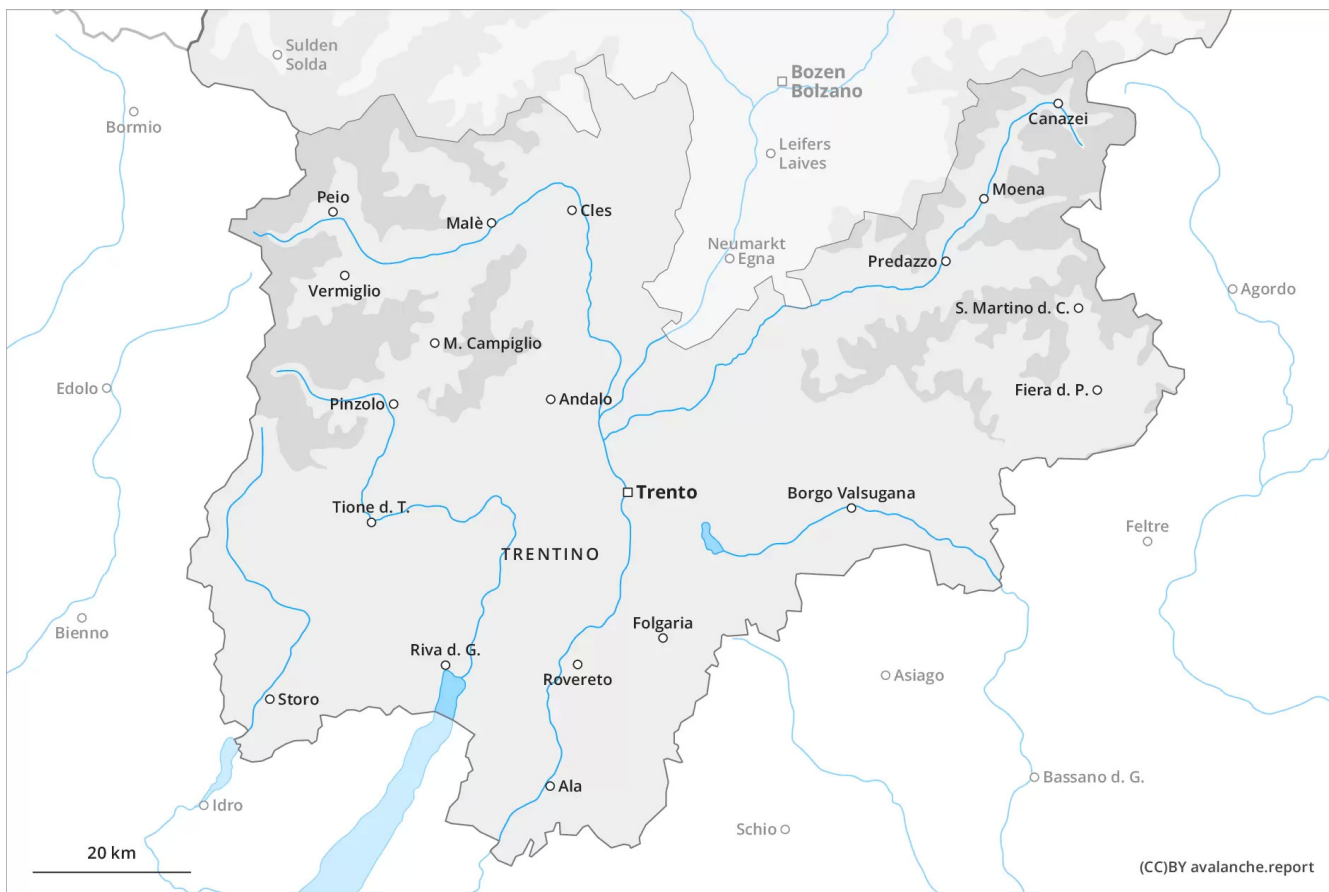 Sulden
Solda
Bozen
Bolzano
Bormio
Canazei
Leifers
Laives
Moena
Peio
Malè
Cles
Neumarkt
Egna
Predazzo
Vermiglio
Agordo
S. Martino d. C.
M. Campiglio
Edolo
Andalo
Fiera d. P.
Pinzolo
Trento
Borgo Valsugana
Tione d. T.
Feltre
TRENTINO
Bienno
Folgaria
Riva d. G.
Rovereto
Asiago
Storo
Bassano d. G.
Ala
Idro
Schio
20 km
(CC)BY avalanche.report